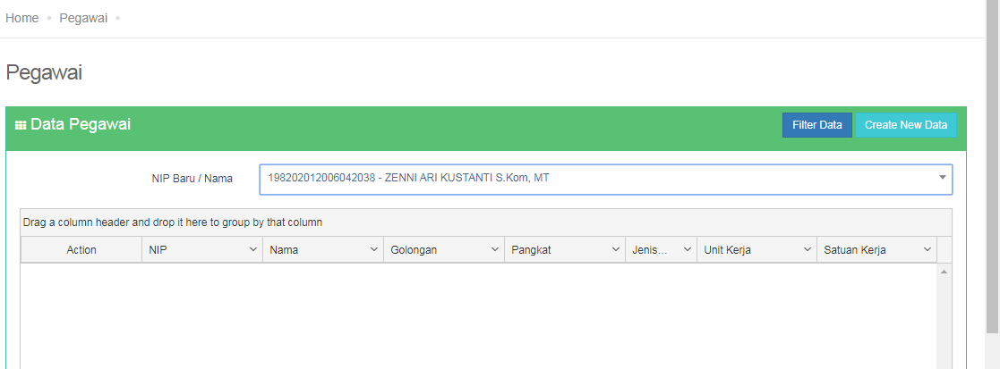 Home Pegawai
Pegawai
Data Pegawai Filter Data Create New Data
NIP Baru / Nama 198202012006042038 - ZENNI ARI KUSTANTI S.Kom, MT
Drag a column header and drop it here to group by that column
Action NIP Nama Golongan Pangkat Jenis... Unit Kerja Satuan Kerja